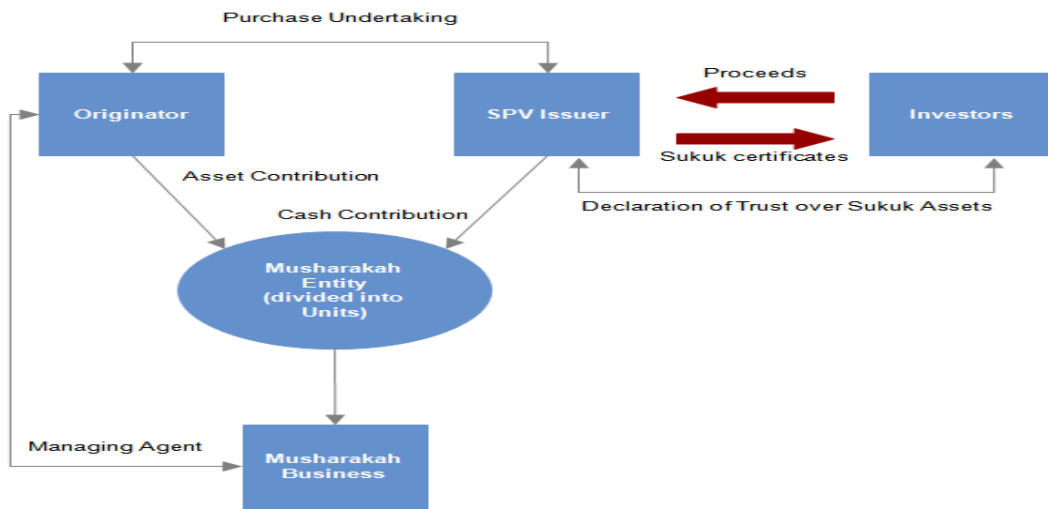 Purchase Undertaking
Originator
SPV Issuer
Proceeds
Sukuk certificates
Investors
Asset Contribution
Cash Contribution
Declaration of Trust over Sukuk Assets
Musharakah
Entity
(divided into
Units)
Managing Agent
Musharakah
Business